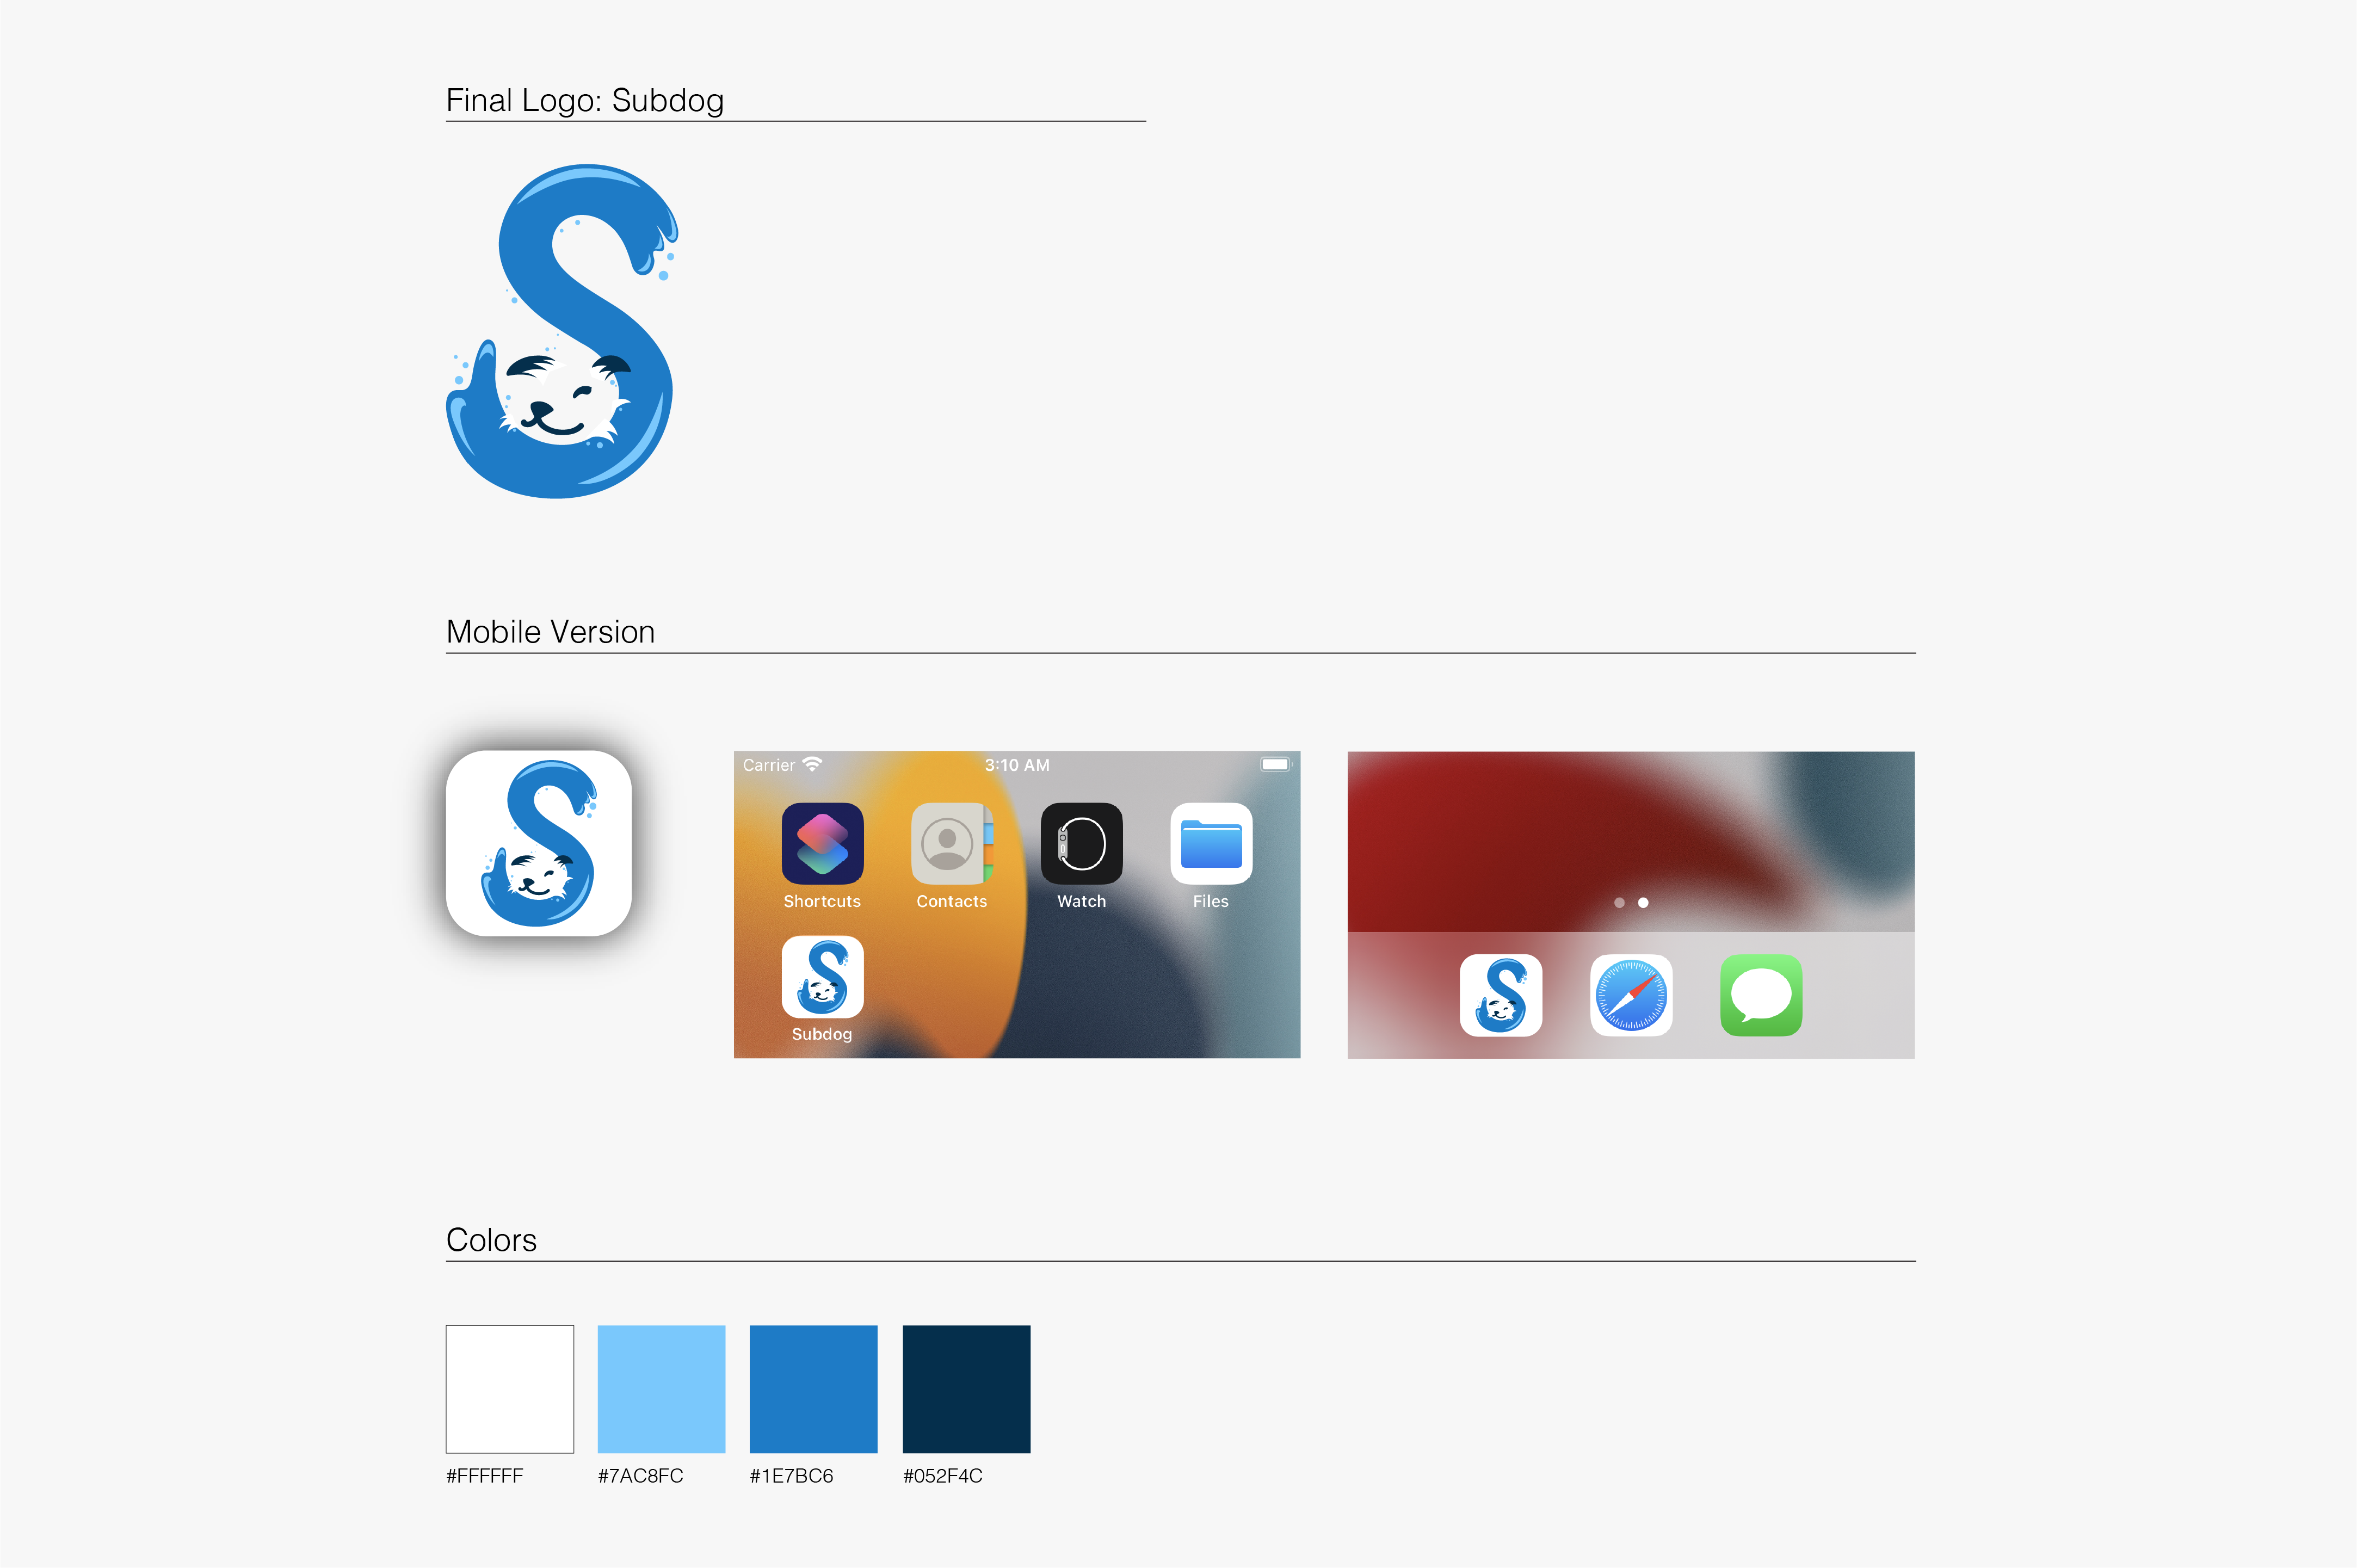 Final Logo: Subdog
Mobile Version
Carrier 3:10 AM
Shortcuts Contacts Watch Files
Subdog
Colors
#FFFFFF #7AC8FC #1E7BC6 #052F4C